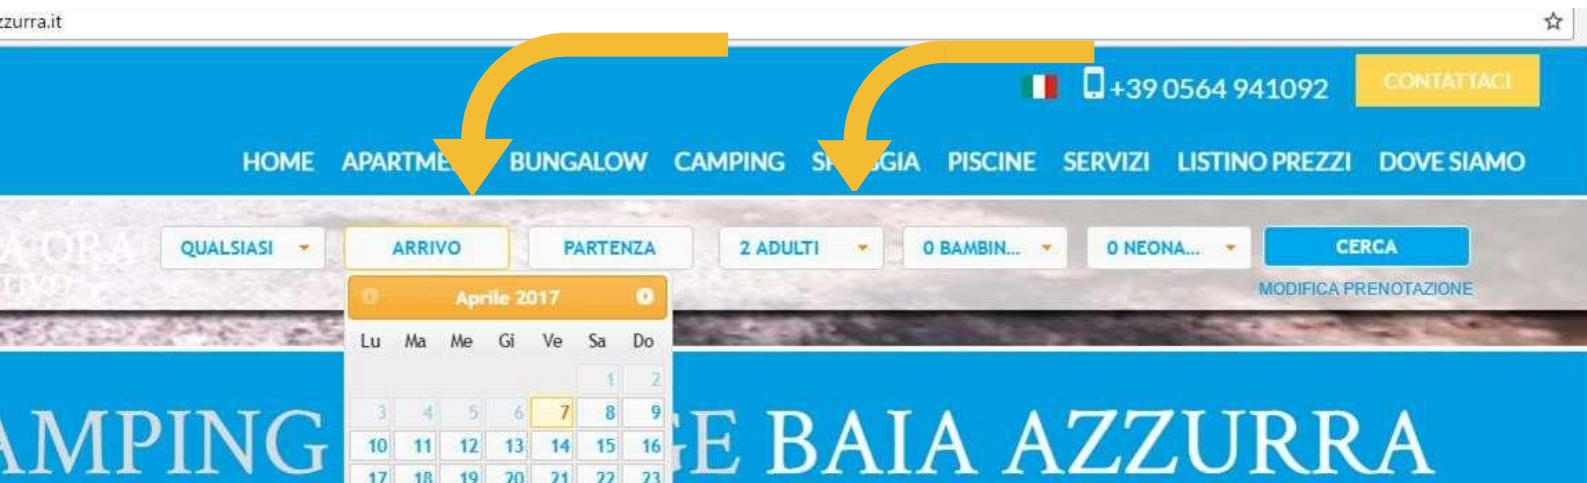 zzurra.it
+39 0564 941092 CONTATTACI
HOME BUNGALOW CAMPING PISCINE SERVIZI LISTINO PREZZI DOVE SIAMO
A ORA
TIVO
QUALSIASI ARRIVO PARTENZA 2 ADULTI 0 BAMBIN... 0 NEONA... CERCA
MODIFICA PRENOTAZIONE
Aprile 2017
Lu Ma Me Gi Ve Sa Do
1 2
3 4 5 6 7 8 9
10 11 12 13 14 15 16
17 18 19 20 21 22 23
AMPING GE BAIA AZZURRA